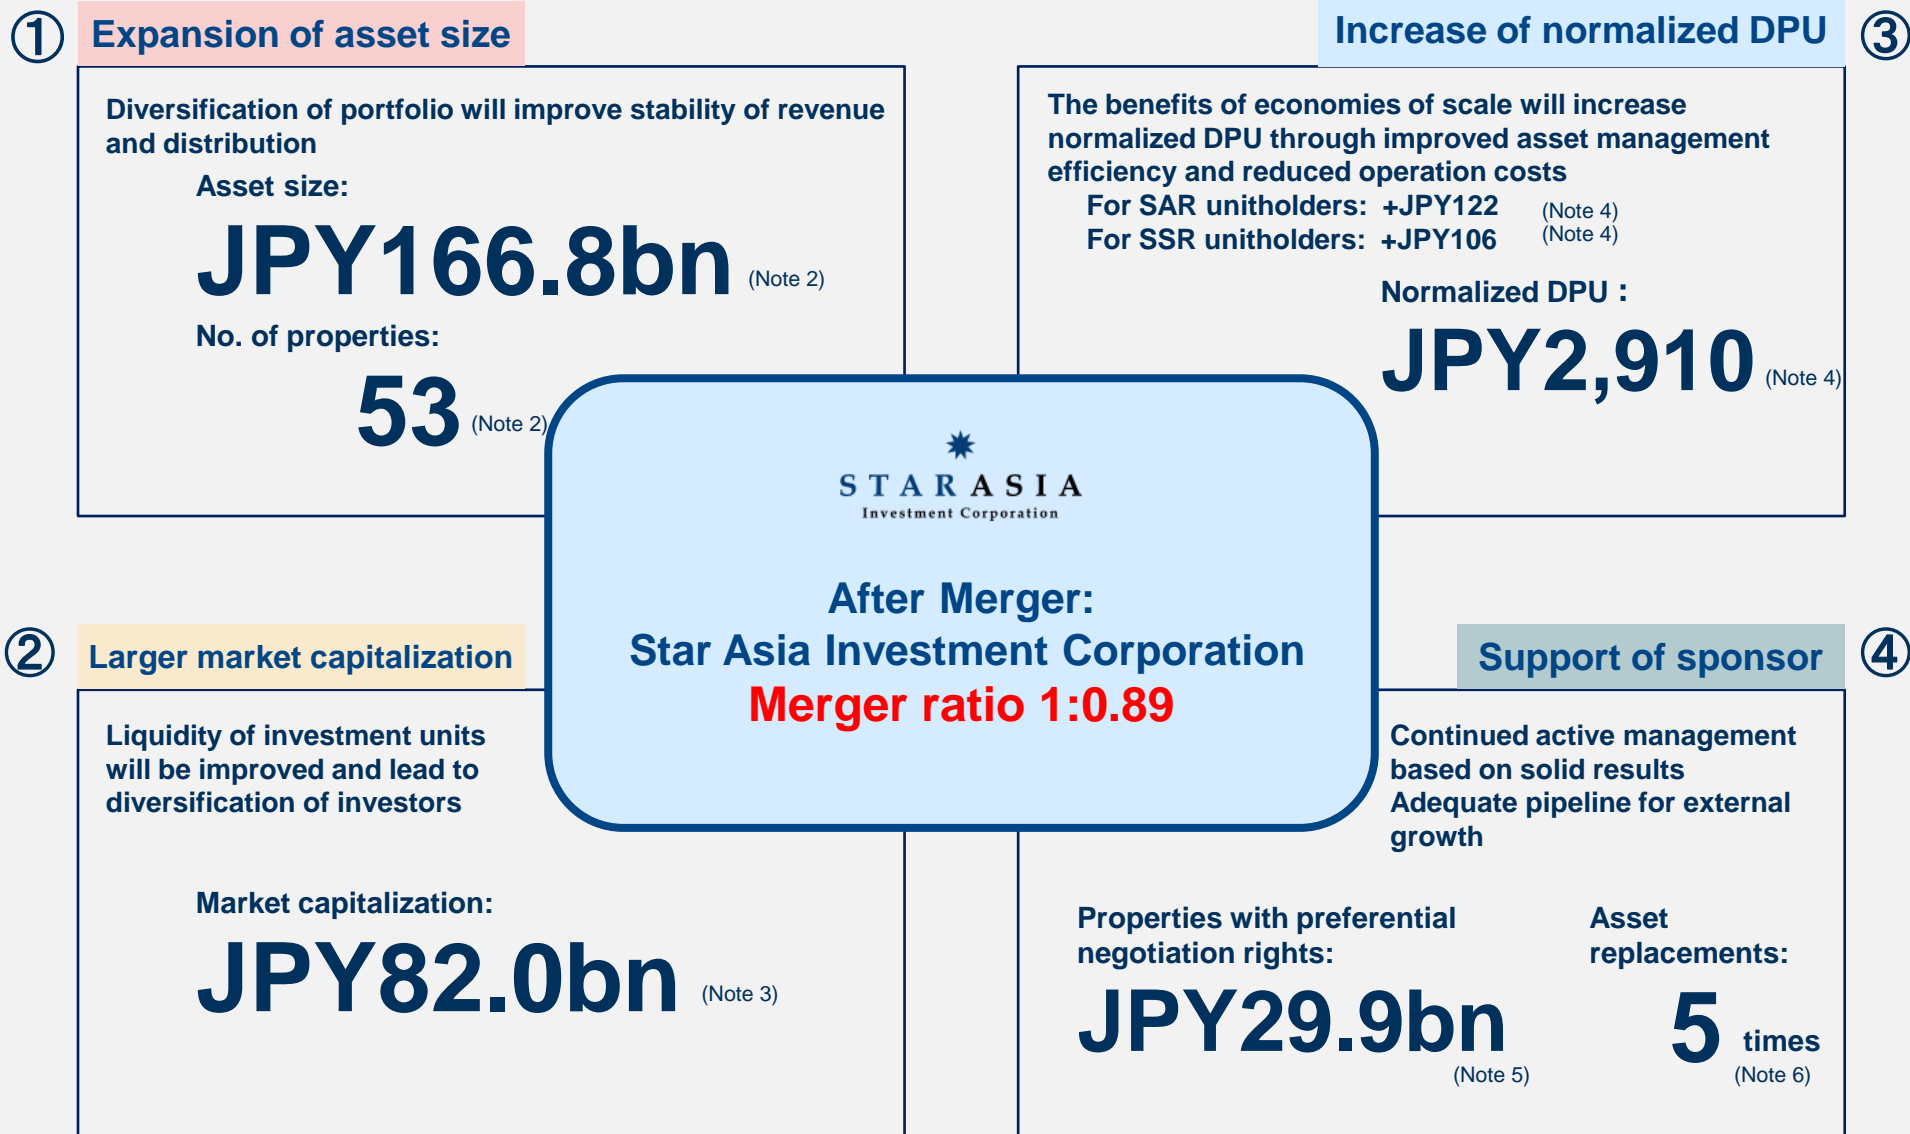 ① Expansion of asset size
Diversification of portfolio will improve stability of revenue
and distribution
Asset size:
JPY166.8bn (Note 2)
No. of properties:
53 (Note 2)
② Larger market capitalization
Liquidity of investment units
will be improved and lead to
diversification of investors
Market capitalization:
JPY82.0bn (Note 3)
STAR ASIA
Investment Corporation
After Merger:
Star Asia Investment Corporation
Merger ratio 1:0.89
Increase of normalized DPU ③
The benefits of economies of scale will increase
normalized DPU through improved asset management
efficiency and reduced operation costs
For SAR unitholders: +JPY122 (Note 4)
For SSR unitholders: +JPY106 (Note 4)
Normalized DPU：
JPY2,910 (Note 4)
Support of sponsor ④
Continued active management
based on solid results
Adequate pipeline for external
growth
Properties with preferential
negotiation rights:
JPY29.9bn
(Note 5)
Asset
replacements:
5 times
(Note 6)